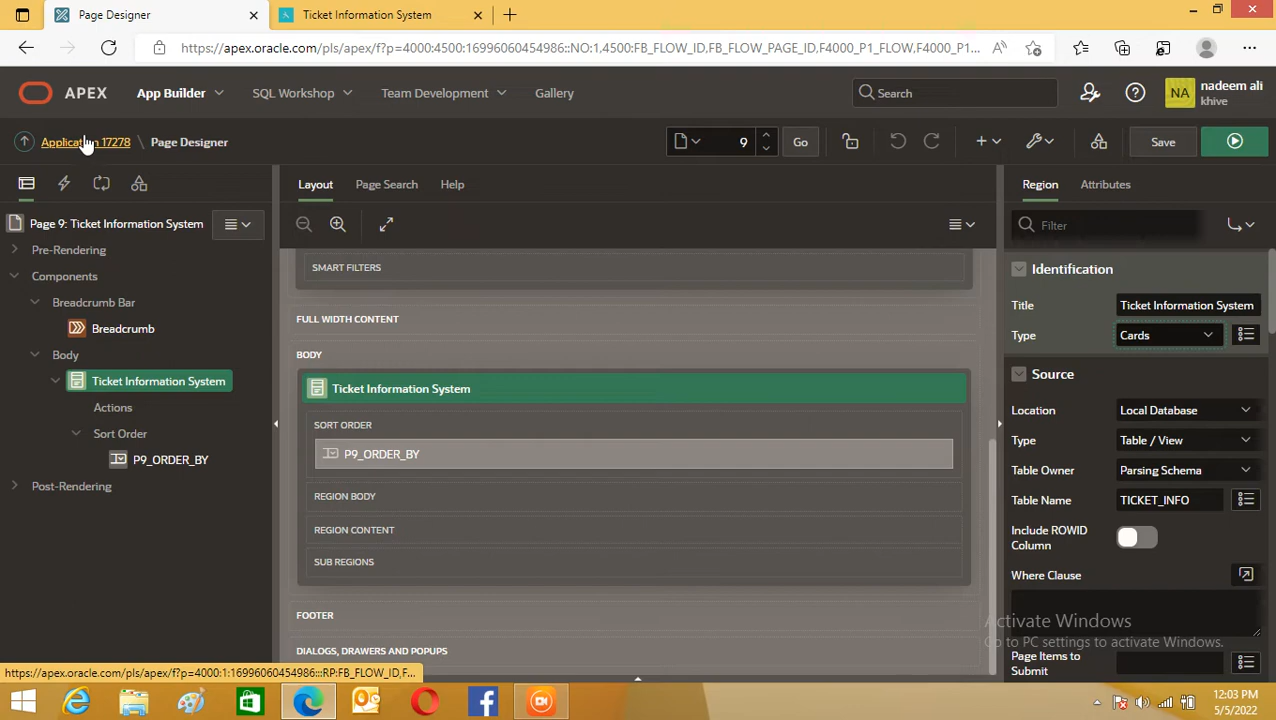 Page Designer
Ticket Information System
https://apex.oracle.com/pls/apex/f?p=4000:4500:16996060454986::NO:1,4500:FB_FLOW_ID,FB_FLOW_PAGE_ID,F4000_P1_FLOW,F4000_P1...
APEX
App Builder
SQL Workshop
Team Development
Gallery
Search
NA
nadeem ali
khive
Application 17278 \ Page Designer
9
Go
Save
Layout
Page Search
Help
Region
Attributes
Page 9: Ticket Information System
Filter
Pre-Rendering
Components
Breadcrumb Bar
Breadcrumb
Body
Ticket Information System
Actions
Sort Order
P9_ORDER_BY
Post-Rendering
SMART FILTERS
FULL WIDTH CONTENT
BODY
Ticket Information System
SORT ORDER
P9_ORDER_BY
REGION BODY
REGION CONTENT
SUB REGIONS
FOOTER
DIALOGS, DRAWERS AND POPUPS
Identification
Title Ticket Information System
Type Cards
Source
Location Local Database
Type Table / View
Table Owner Parsing Schema
Table Name TICKET_INFO
Include ROWID
Column
Where Clause
Activate Windows
Go to PC settings to activate Windows.
Page Items to
Submit
https://apex.oracle.com/pls/apex/f?p=4000:1:16996060454986:::RP:FB_FLOW_ID,F...
12:03 PM
5/5/2022